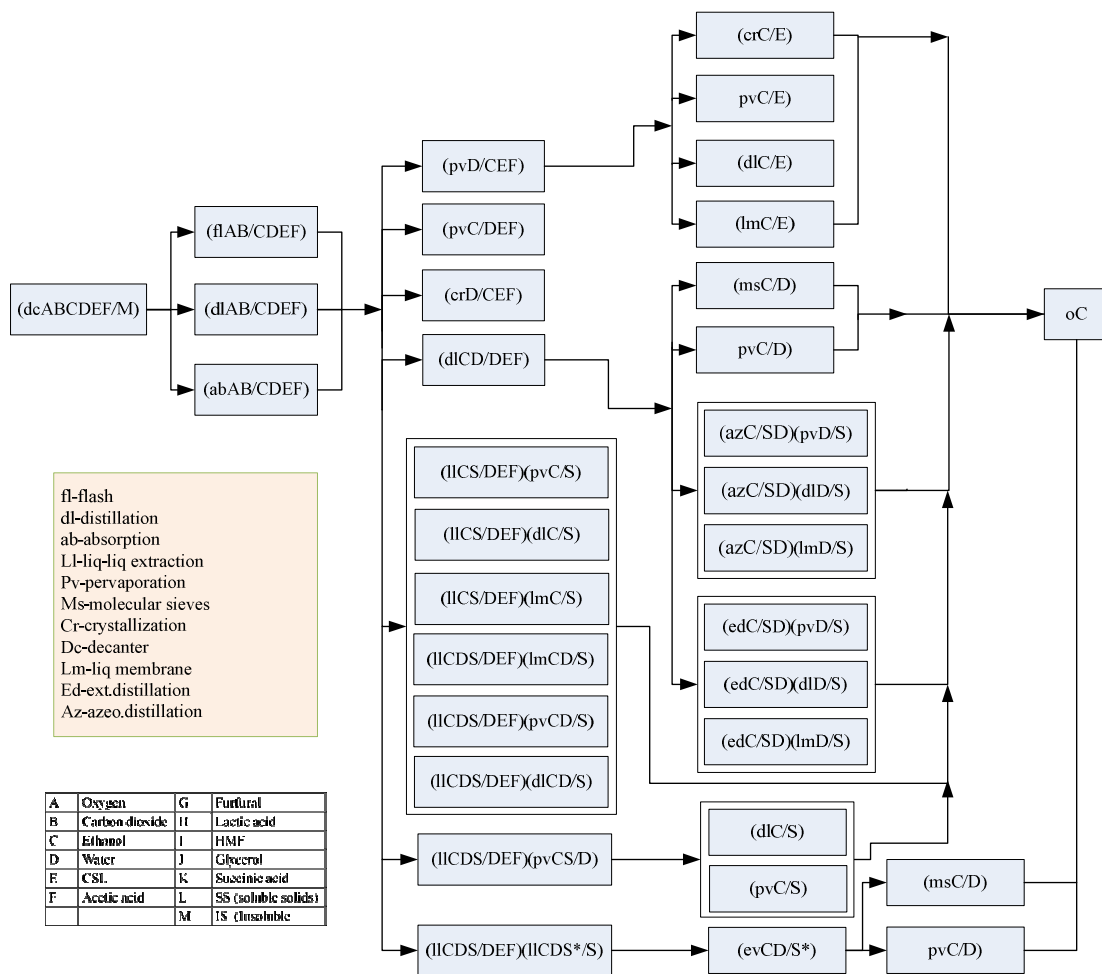 (crC/E)
pvC/E)
(dlC/E)
(lmC/E)
(pvD/CEF)
(pvC/DEF)
(crD/CEF)
(dlCD/DEF)
(flAB/CDEF)
(dlAB/CDEF)
(abAB/CDEF)
(dcABCDEF/M)
(msC/D)
pvC/D)
oC
(azC/SD)(pvD/S)
(azC/SD)(dlD/S)
(azC/SD)(lmD/S)
(edC/SD)(pvD/S)
(edC/SD)(dlD/S)
(edC/SD)(lmD/S)
(llCS/DEF)(pvC/S)
(llCS/DEF)(dlC/S)
(llCS/DEF)(lmC/S)
(llCDS/DEF)(lmCD/S)
(llCDS/DEF)(pvCD/S)
(llCDS/DEF)(dlCD/S)
(llCDS/DEF)(pvCS/D)
(dlC/S)
(pvC/S)
(llCDS/DEF)(llCDS*/S)
(evCD/S*)
(msC/D)
pvC/D)
fl-flash
dl-distillation
ab-absorption
Ll-liq-liq extraction
Pv-pervaporation
Ms-molecular sieves
Cr-crystallization
Dc-decanter
Lm-liq membrane
Ed-ext.distillation
Az-azeo.distillation
A Oxygen G Furfural
B Carbon dioxide H Lactic acid
C Ethanol I HMF
D Water J Glycerol
E CSL K Succinic acid
F Acetic acid L SS (soluble solids)
M IS (Insoluble